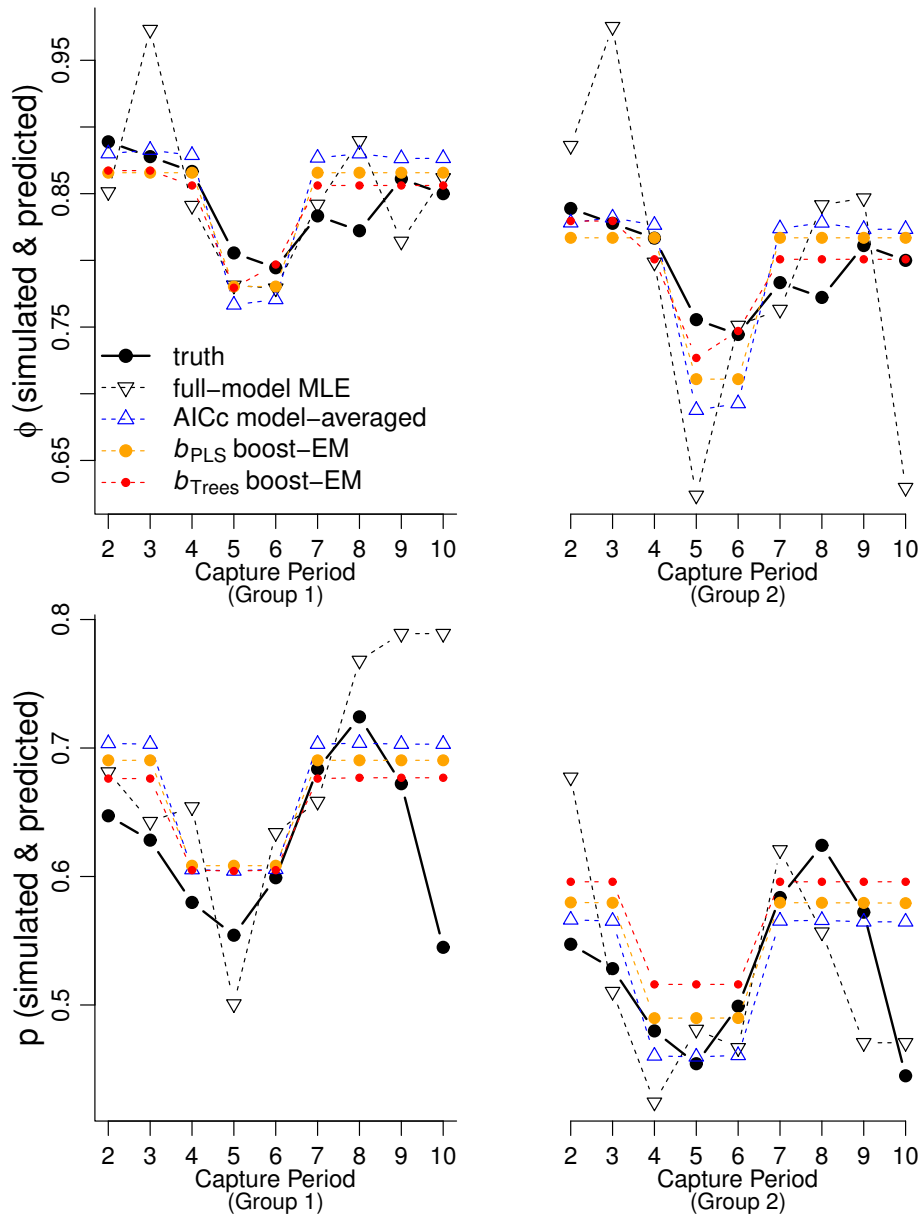 ϕ (simulated & predicted)
0.95
0.85
0.75
0.65
truth
full−model MLE
AICc model−averaged
bPLS boost−EM
bTrees boost−EM
2 3 4 5 6 7 8 9 10
Capture Period
(Group 1)
2 3 4 5 6 7 8 9 10
Capture Period
(Group 2)
p (simulated & predicted)
0.8
0.7
0.6
0.5
2 3 4 5 6 7 8 9 10
Capture Period
(Group 1)
2 3 4 5 6 7 8 9 10
Capture Period
(Group 2)